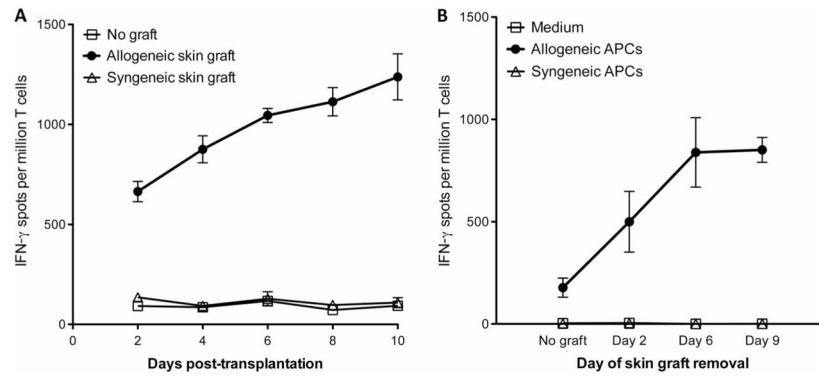 A
1500
1000
500
0
IFN-γ spots per million T cells
No graft
Allogeneic skin graft
Syngeneic skin graft
0 2 4 6 8 10
Days post-transplantation
B
1500
1000
500
0
IFN-γ spots per million T cells
Medium
Allogeneic APCs
Syngeneic APCs
No graft Day 2 Day 6 Day 9
Day of skin graft removal